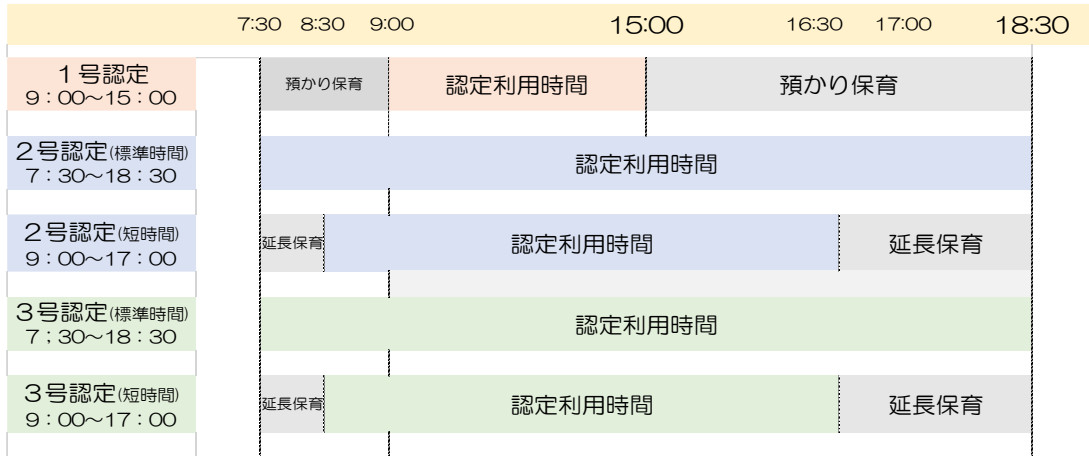 7:30 8:30 9:00 15:00 16:30 17:00 18:30
1号認定
9：00～15：00
預かり保育 認定利用時間 預かり保育
2号認定(標準時間)
7：30～18：30
認定利用時間
2号認定(短時間)
9：00～17：00
延長保育 認定利用時間 延長保育
3号認定(標準時間)
7；30～18：30
認定利用時間
3号認定(短時間)
9：00～17：00
延長保育 認定利用時間 延長保育